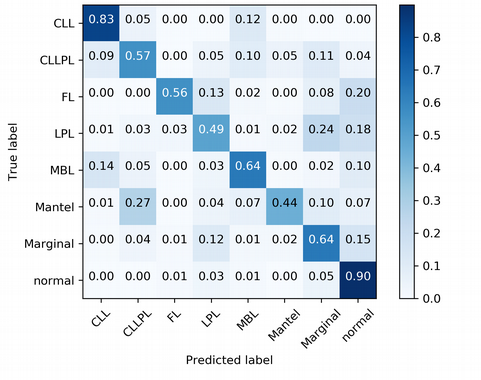 CLL 0.83 0.05 0.00 0.00 0.12 0.00 0.00 0.00
CLLPL 0.09 0.57 0.00 0.05 0.10 0.05 0.11 0.04
FL 0.00 0.00 0.56 0.13 0.02 0.00 0.08 0.20
LPL 0.01 0.03 0.03 0.49 0.01 0.02 0.24 0.18
MBL 0.14 0.05 0.00 0.03 0.64 0.00 0.02 0.10
Mantel 0.01 0.27 0.00 0.04 0.07 0.44 0.10 0.07
Marginal 0.00 0.04 0.01 0.12 0.01 0.02 0.64 0.15
normal 0.00 0.00 0.01 0.03 0.01 0.00 0.05 0.90
CLL CLLPL FL LPL MBL Mantel Marginal normal
Predicted label
True label
0.8
0.7
0.6
0.5
0.4
0.3
0.2
0.1
0.0